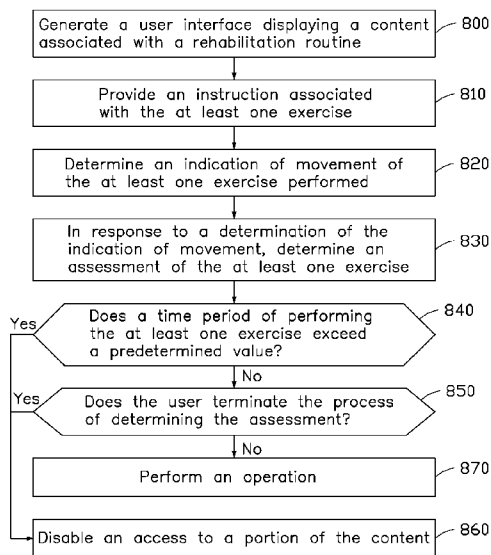 Generate a user interface displaying a content
associated with a rehabilitation routine
800
Provide an instruction associated
with the at least one exercise
810
Determine an indication of movement of
the at least one exercise performed
820
In response to a determination of the
indication of movement, determine an
assessment of the at least one exercise
830
Yes
Does a time period of performing
the at least one exercise exceed
a predetermined value?
840
No
Yes
Does the user terminate the process
of determining the assessment?
850
No
Perform an operation
870
Disable an access to a portion of the content
860